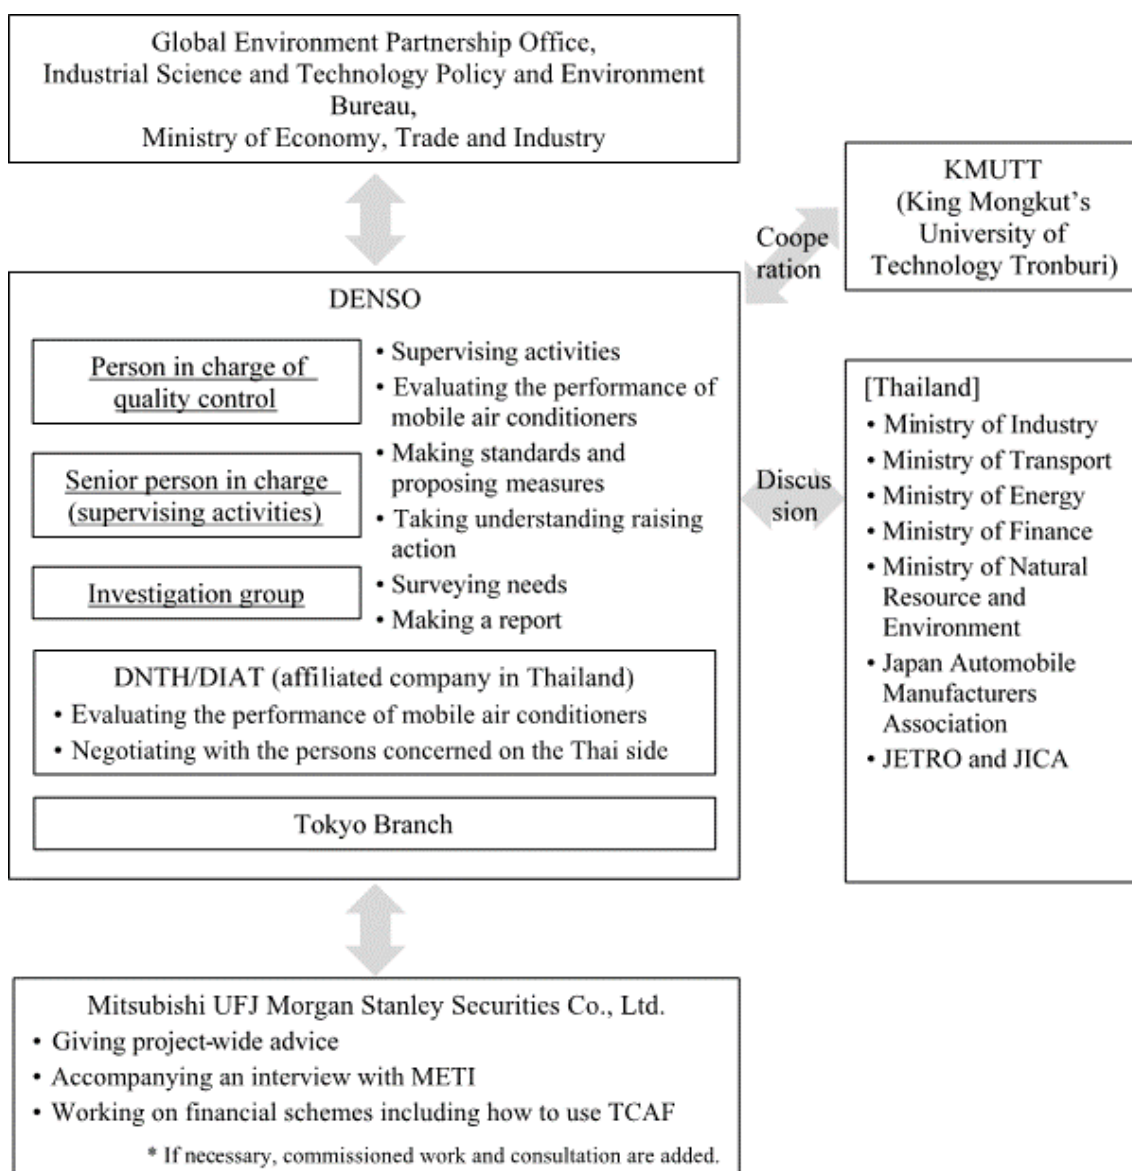 Global Environment Partnership Office,
Industrial Science and Technology Policy and Environment
Bureau,
Ministry of Economy, Trade and Industry
KMUTT
(King Mongkut's
University of
Technology Tronburi)
Coope
ration
DENSO
Person in charge of
quality control
Senior person in charge
(supervising activities)
Investigation group
• Supervising activities
• Evaluating the performance of
mobile air conditioners
• Making standards and
proposing measures
• Taking understanding raising
action
• Surveying needs
• Making a report
DNTH/DIAT (affiliated company in Thailand)
• Evaluating the performance of mobile air conditioners
• Negotiating with the persons concerned on the Thai side
Tokyo Branch
Discus
sion
[Thailand]
• Ministry of Industry
• Ministry of Transport
• Ministry of Energy
• Ministry of Finance
• Ministry of Natural
Resource and
Environment
• Japan Automobile
Manufacturers
Association
• JETRO and JICA
Mitsubishi UFJ Morgan Stanley Securities Co., Ltd.
• Giving project-wide advice
• Accompanying an interview with METI
• Working on financial schemes including how to use TCAF
* If necessary, commissioned work and consultation are added.